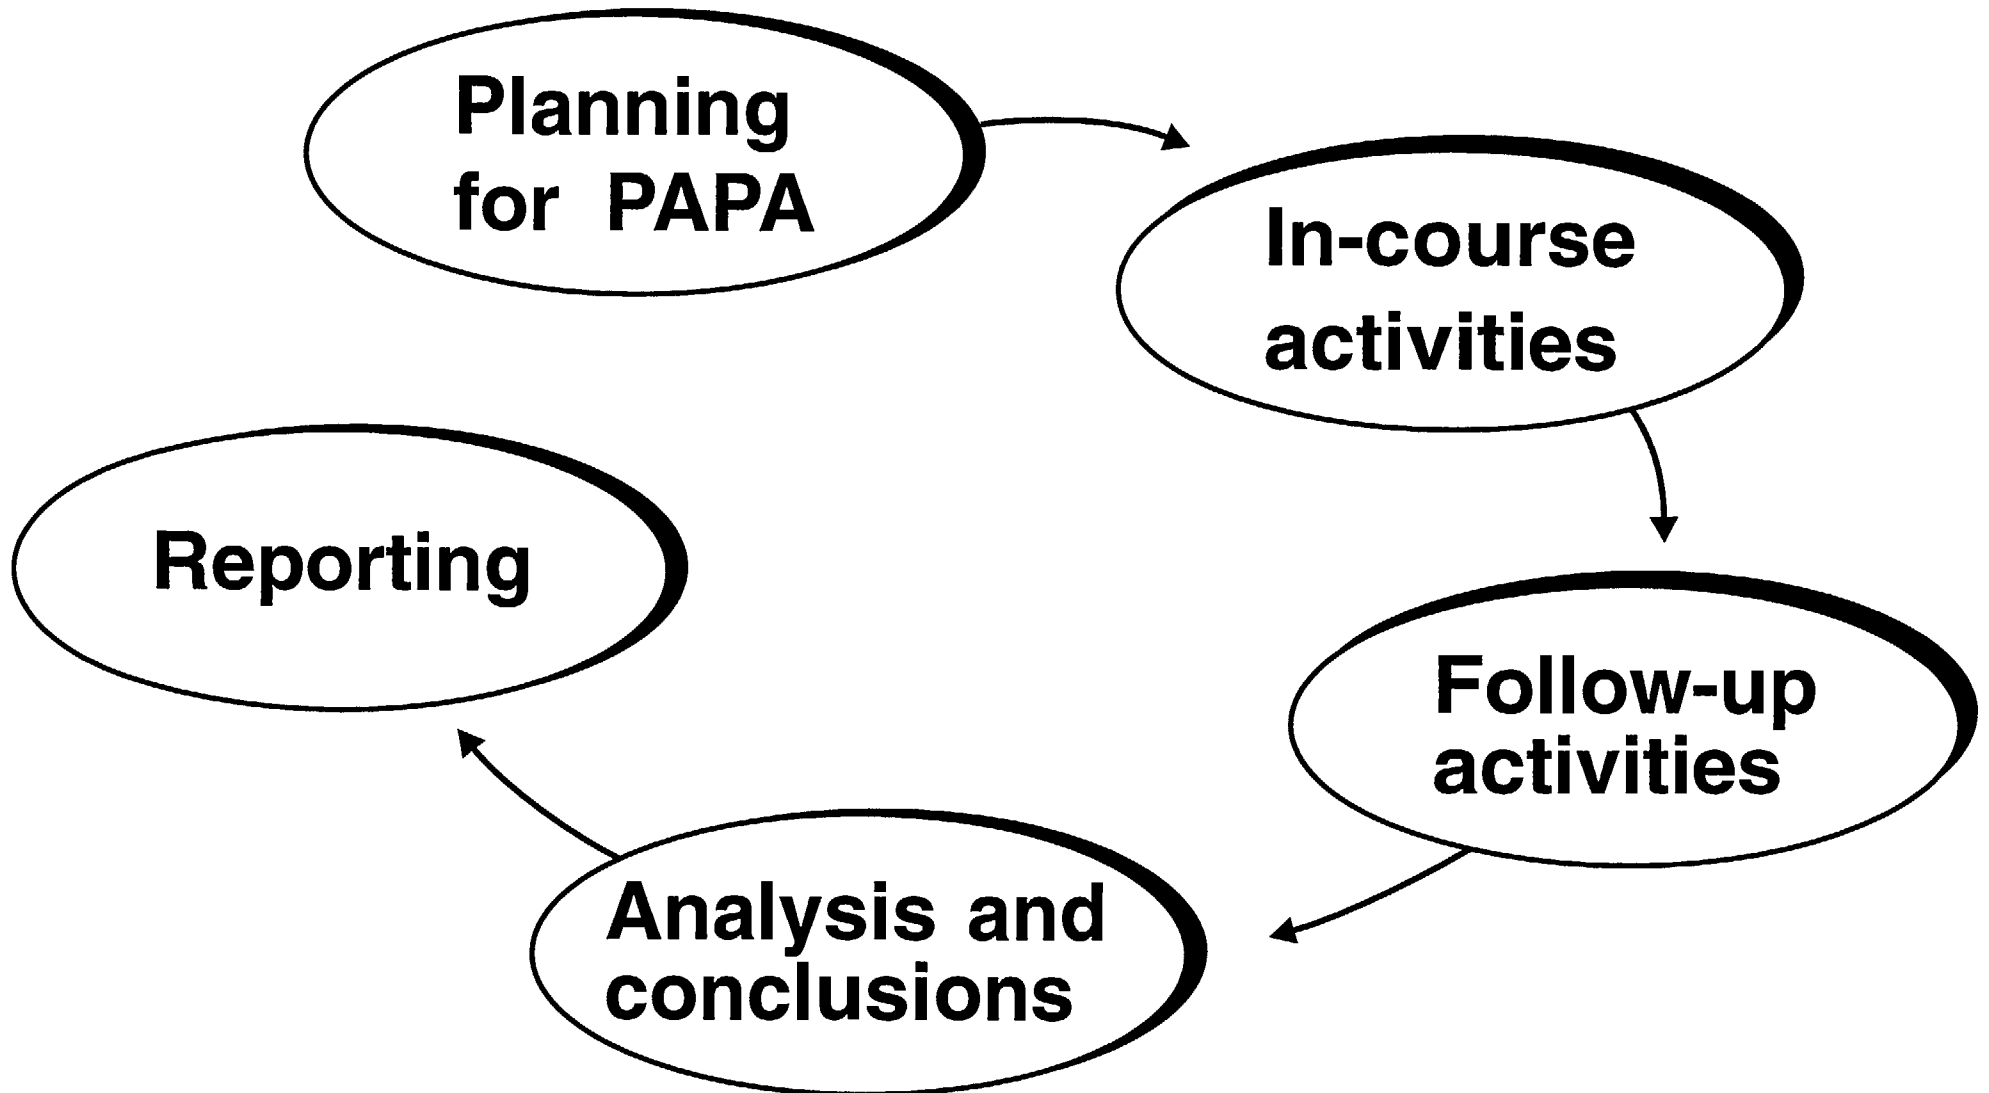 Planning
for PAPA
In-course
activities
Follow-up
activities
Analysis and
conclusions
Reporting